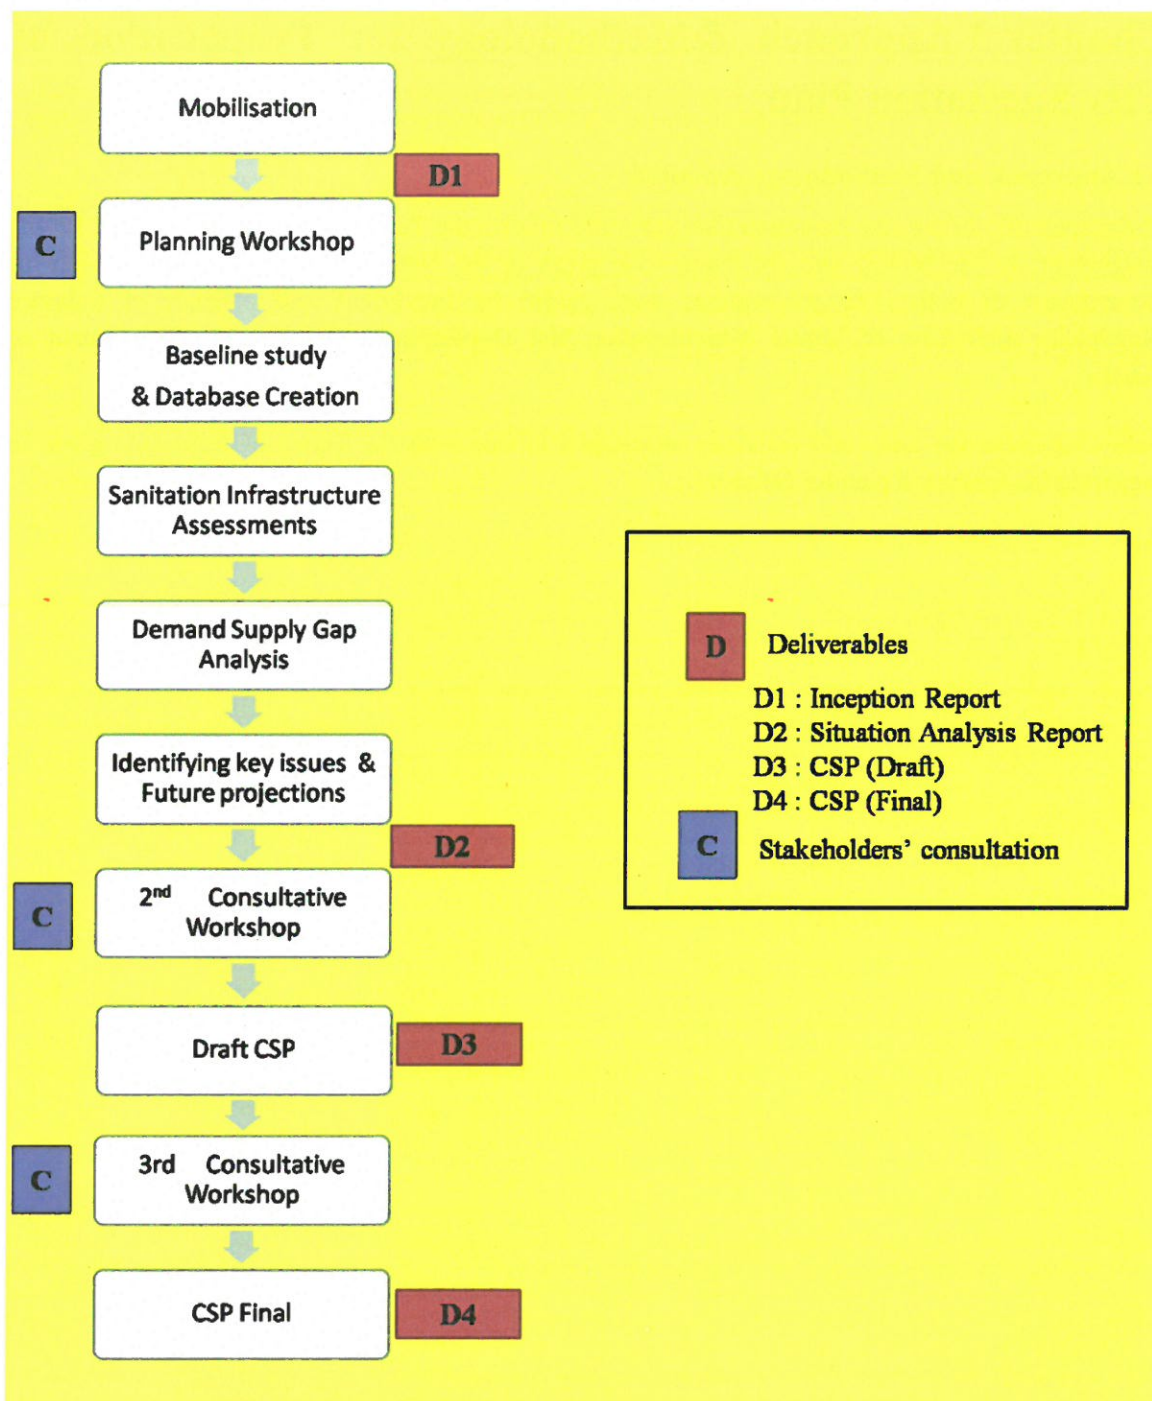 Mobilisation
D1
C
Planning Workshop
Baseline study
& Database Creation
Sanitation Infrastructure
Assessments
Demand Supply Gap
Analysis
Identifying key issues &
Future projections
D2
C
2nd Consultative
Workshop
Draft CSP
D3
C
3rd Consultative
Workshop
CSP Final
D4
D Deliverables
D1 : Inception Report
D2 : Situation Analysis Report
D3 : CSP (Draft)
D4 : CSP (Final)
C Stakeholders' consultation